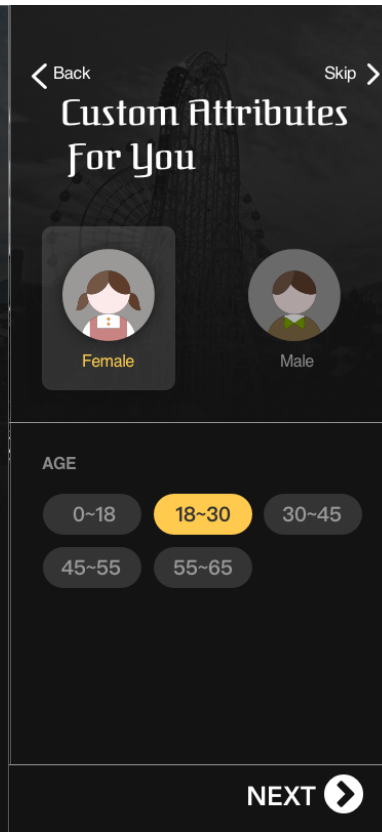 Back Skip
Custom Attributes
For You
Female Male
AGE
0~18 18~30 30~45
45~55 55~65
NEXT